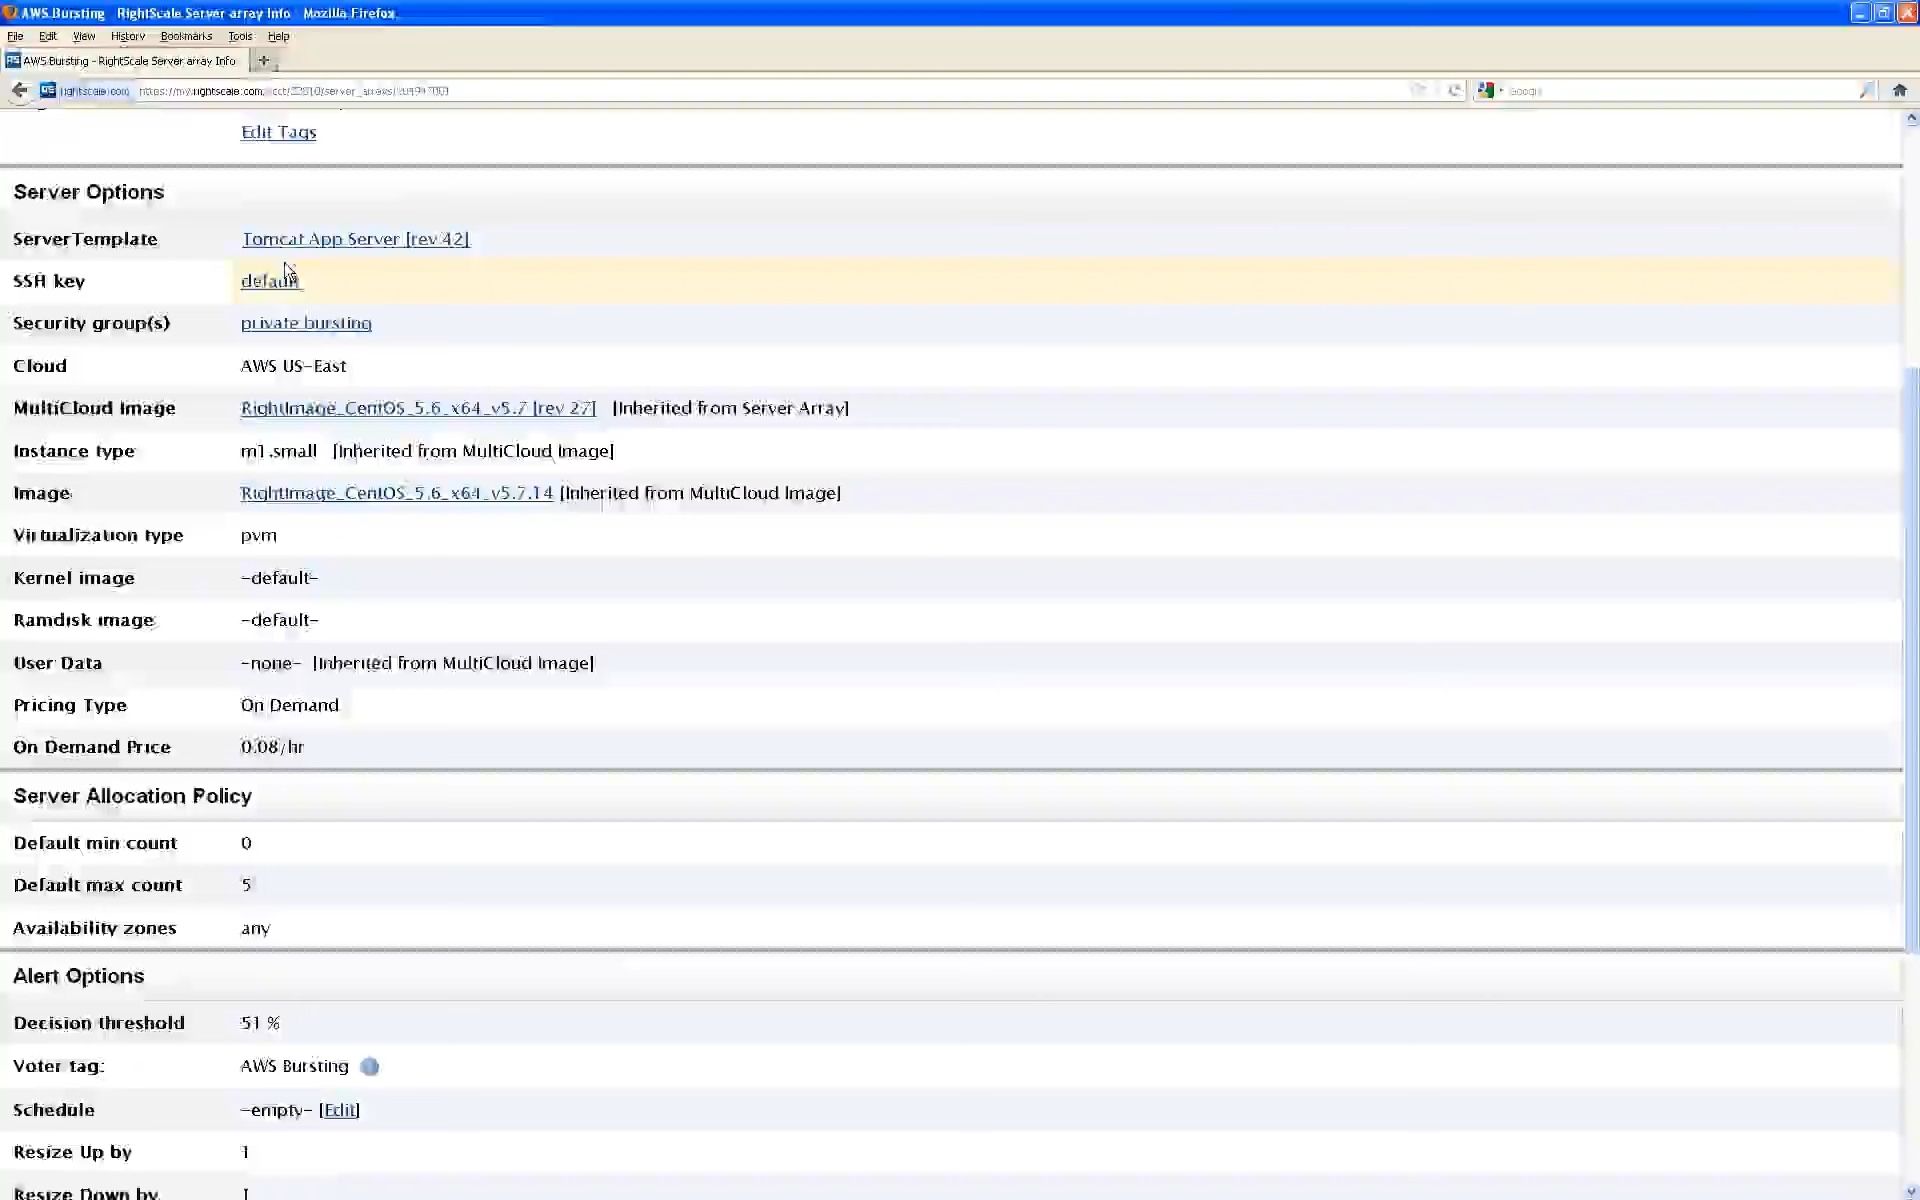 AWS Bursting - RightScale Server array Info - Mozilla Firefox
File Edit View History Bookmarks Tools Help
AWS Bursting - RightScale Server array Info
rightscale.com
Google
Edit Tags
Server Options
ServerTemplate Tomcat App Server [rev 42]
SSH key default
Security group(s) private bursting
Cloud AWS US-East
MultiCloud Image RightImage_CentOS_5.6_x64_v5.7 [rev 27] [Inherited from Server Array]
Instance type m1.small [Inherited from MultiCloud Image]
Image RightImage_CentOS_5.6_x64_v5.7.14 [Inherited from MultiCloud Image]
Virtualization type pvm
Kernel image -default-
Ramdisk image -default-
User Data -none- [Inherited from MultiCloud Image]
Pricing Type On Demand
On Demand Price 0.08/hr
Server Allocation Policy
Default min count 0
Default max count 5
Availability zones any
Alert Options
Decision threshold 51 %
Voter tag: AWS Bursting
Schedule -empty- [Edit]
Resize Up by 1
Resize Down by 1